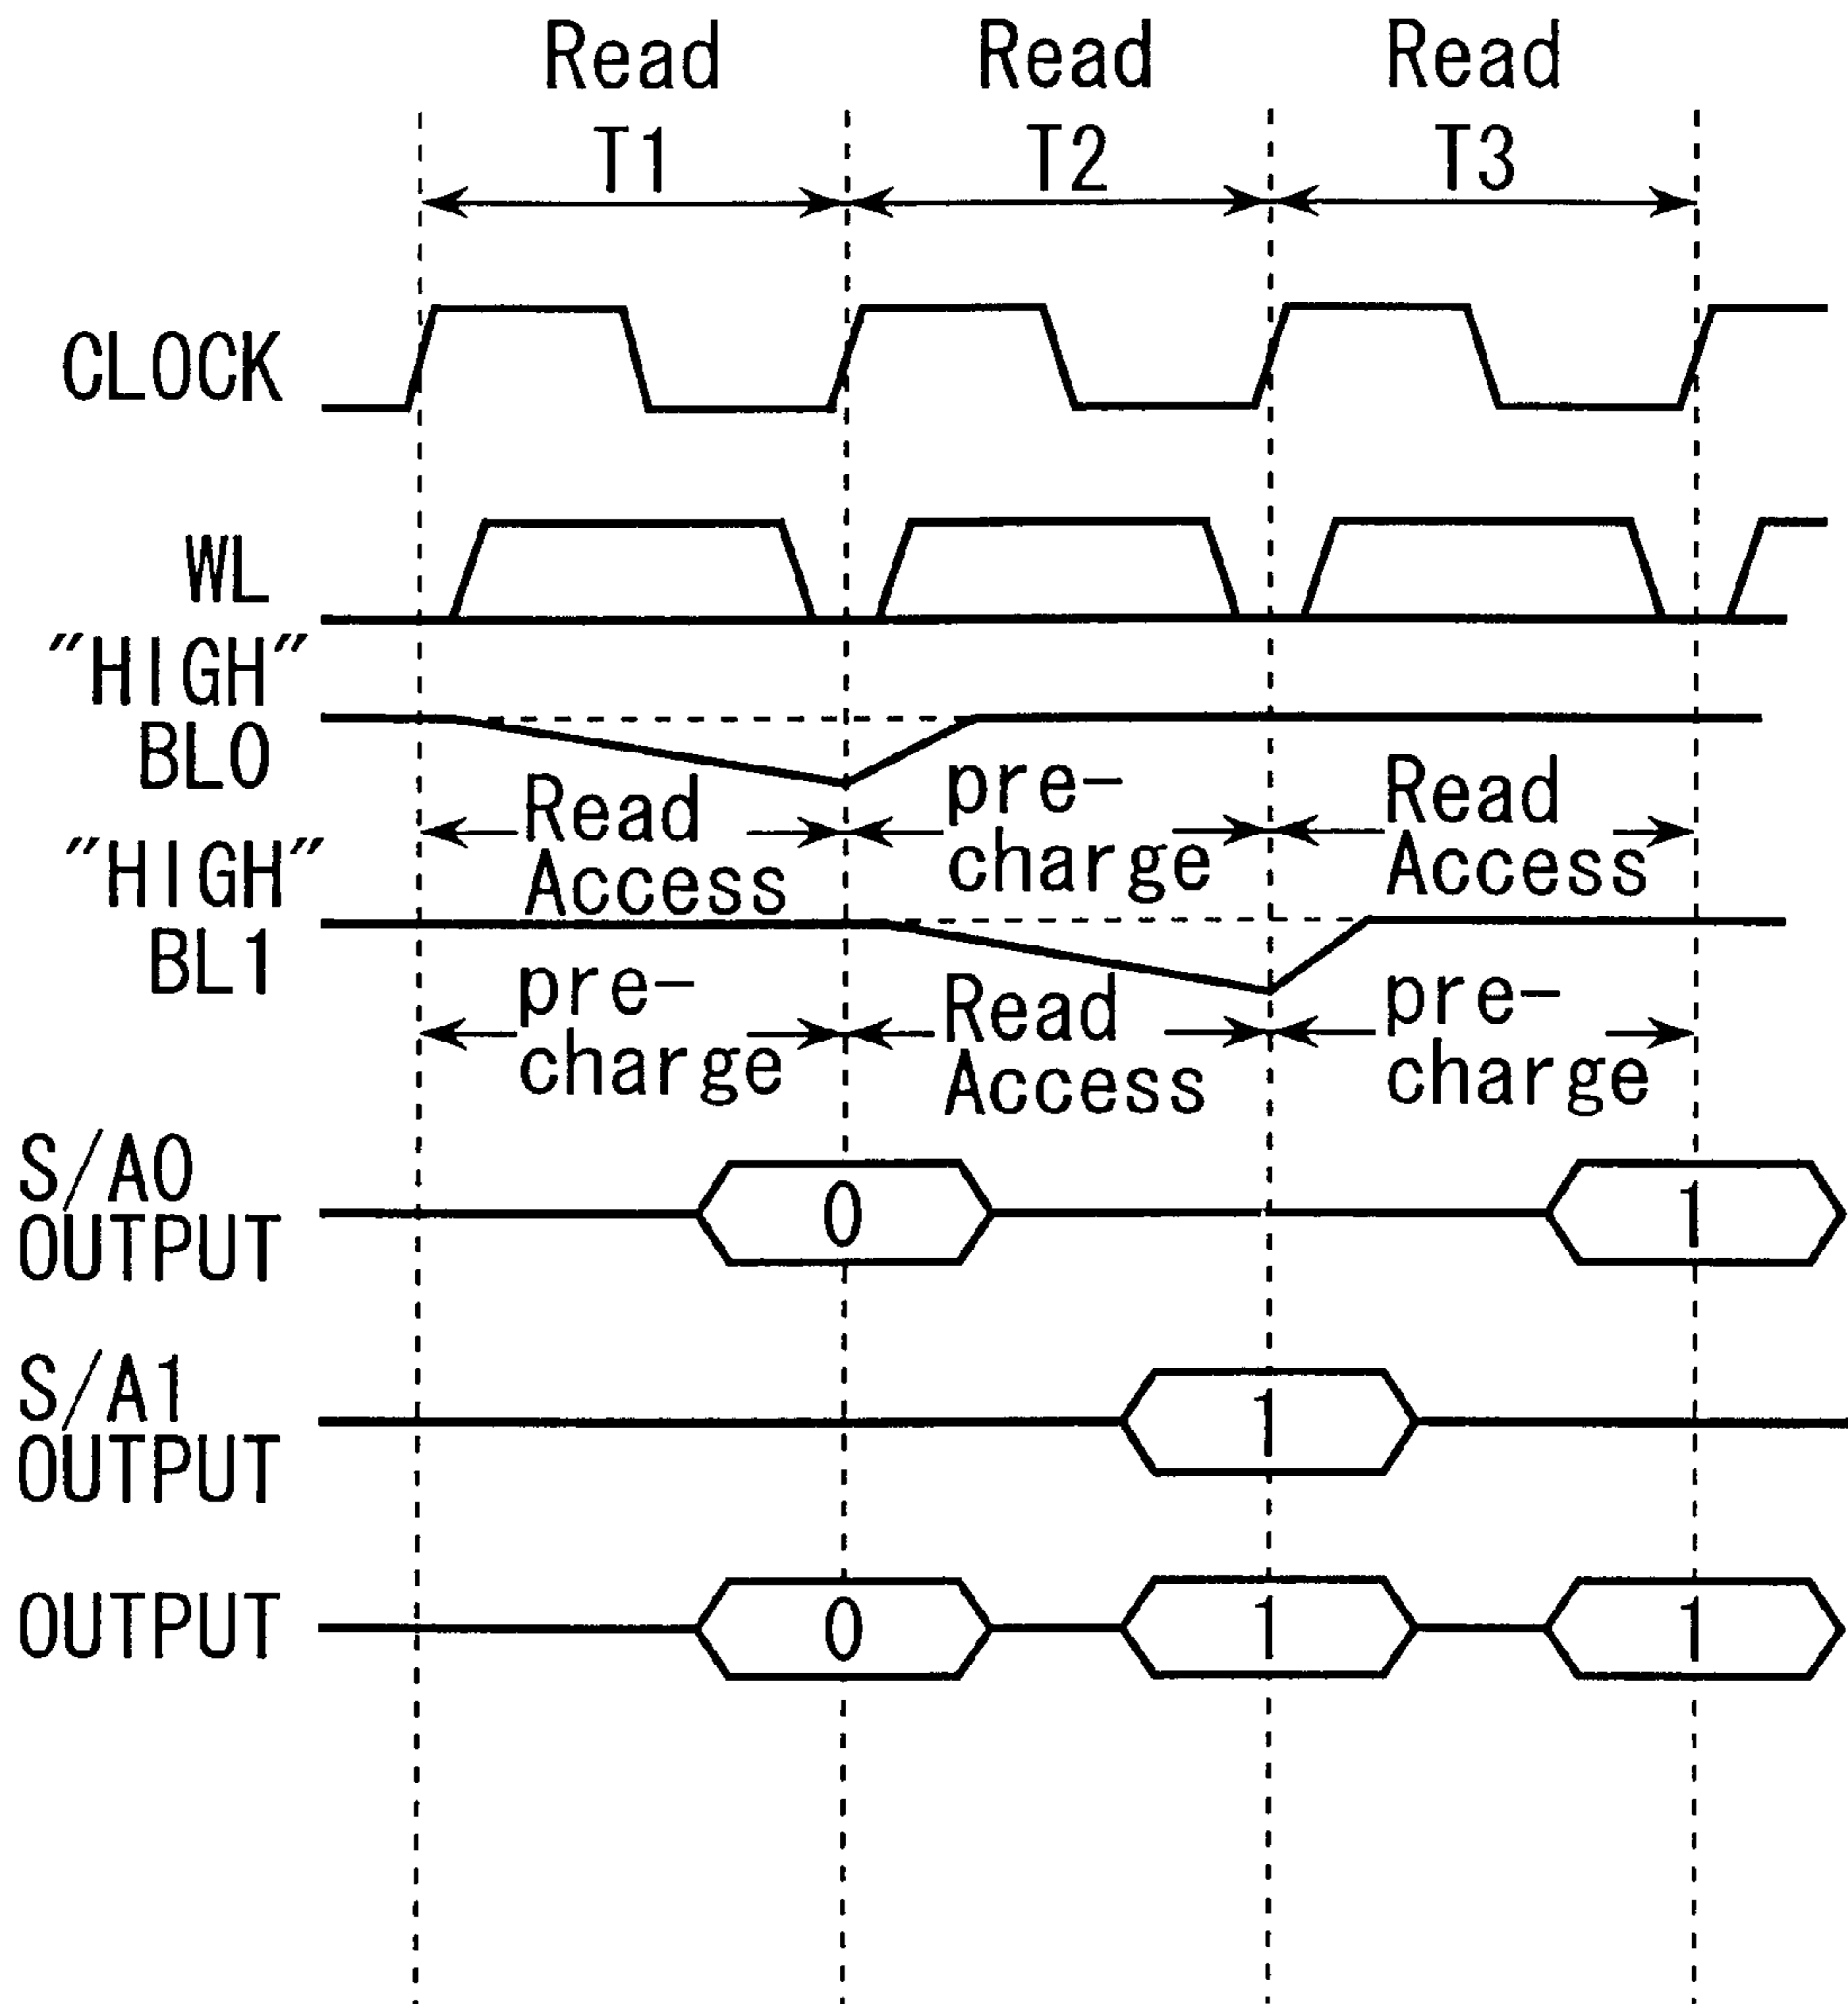 Read Read Read
T1 T2 T3
CLOCK
WL
"HIGH"
BL0
Read pre- Read
Access charge Access
"HIGH"
BL1
pre- Read pre-
charge Access charge
S/A0
OUTPUT
0 1
S/A1
OUTPUT
1
OUTPUT 0 1 1